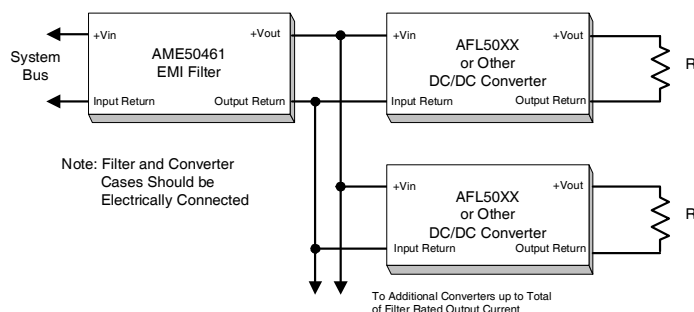 System
Bus
+Vin
+Vout
AME50461
EMI Filter
Input Return
Output Return
+Vin
+Vout
AFL50XX
or Other
DC/DC Converter
Input Return
Output Return
R
Note: Filter and Converter
Cases Should be
Electrically Connected
+Vin
+Vout
AFL50XX
or Other
DC/DC Converter
Input Return
Output Return
R
To Additional Converters up to Total
of Filter Rated Output Current